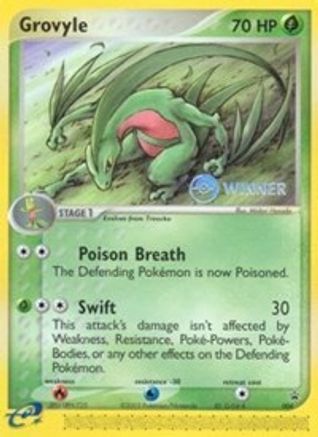 Grovyle 70 HP
WINNER
STAGE 1 Evolves from Treecko
Poison Breath
The Defending Pokémon is now Poisoned.
Swift 30
This attack's damage isn't affected by
Weakness, Resistance, Poké-Powers, Poké-
Bodies, or any other effects on the Defending
Pokémon.
weakness resistance -30 retreat cost
004